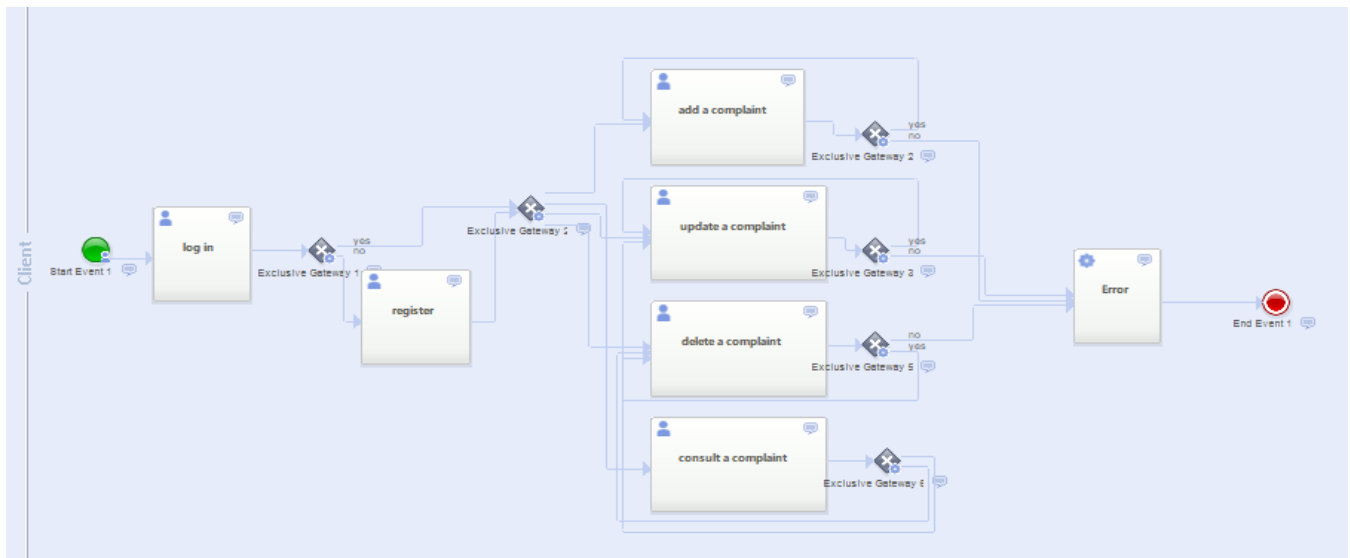 Client
Start Event 1
log in
yes
no
Exclusive Gateway 1
register
Exclusive Gateway 2
add a complaint
yes
no
Exclusive Gateway 2
update a complaint
yes
no
Exclusive Gateway 3
delete a complaint
no
yes
Exclusive Gateway 5
consult a complaint
Exclusive Gateway 6
Error
End Event 1